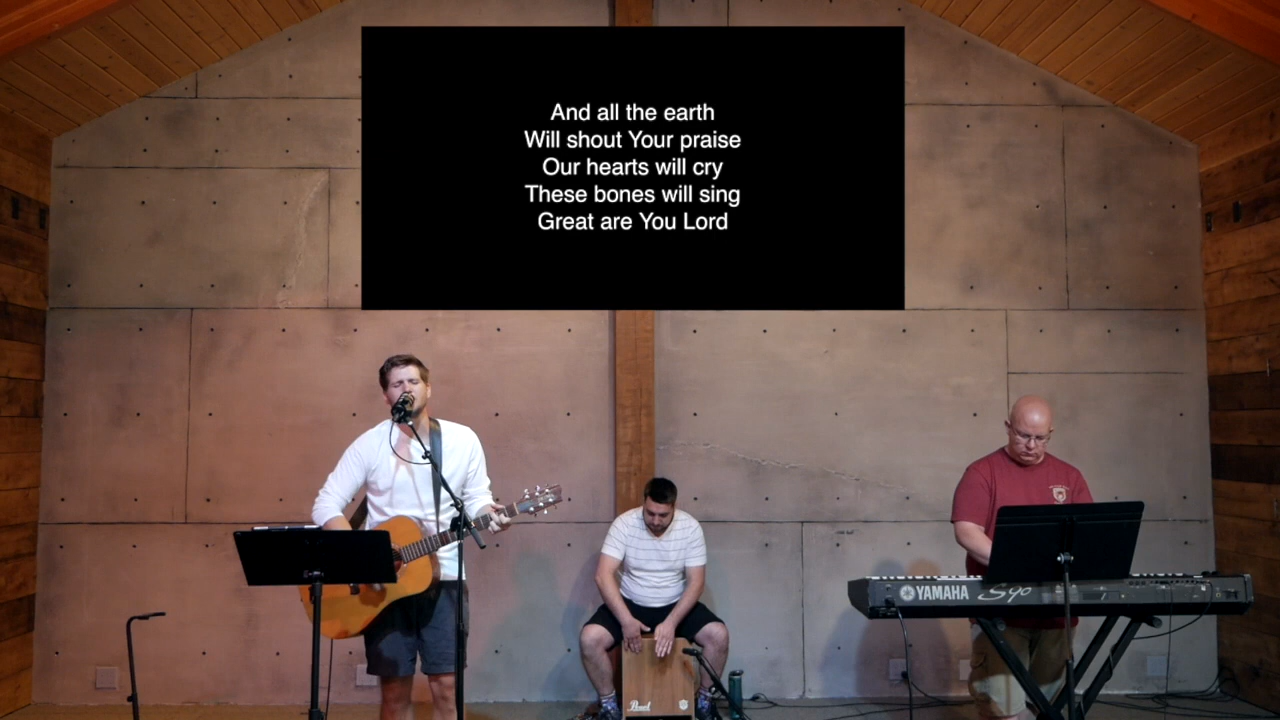 And all the earth
Will shout Your praise
Our hearts will cry
These bones will sing
Great are You Lord
YAMAHA S90
Pearl